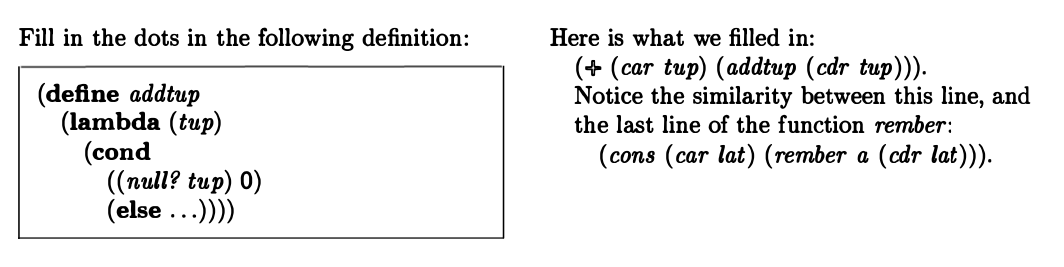 Fill in the dots in the following definition:
(define addtup
(lambda (tup)
(cond
((null? tup) 0)
(else ...))))
Here is what we filled in:
(+ (car tup) (addtup (cdr tup))).
Notice the similarity between this line, and
the last line of the function rember:
(cons (car lat) (rember a (cdr lat))).